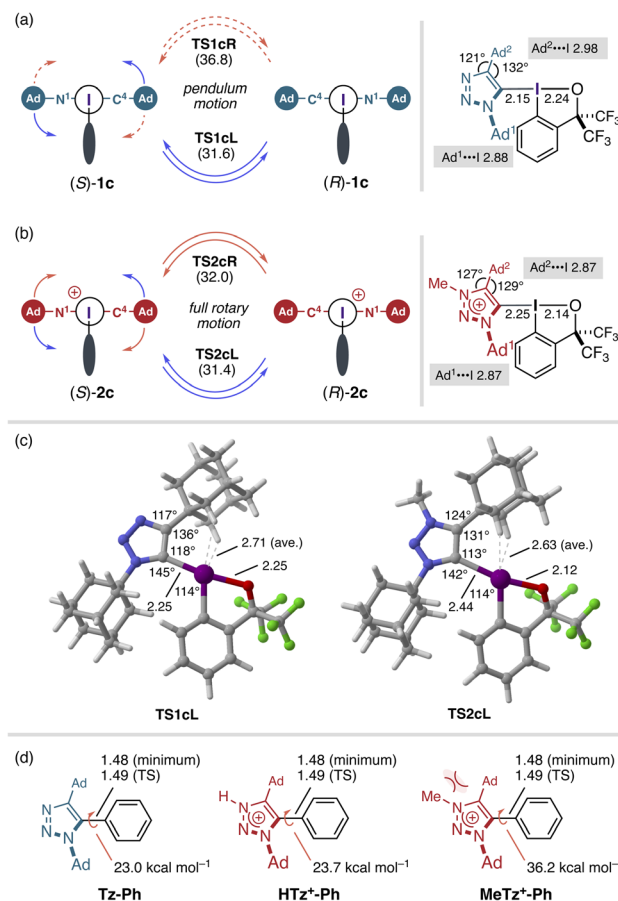 (a)
TS1cR
(36.8)
pendulum
motion
TS1cL
(31.6)
Ad N¹ I C⁴ Ad
Ad C⁴ I N¹ Ad
(S)-1c
(R)-1c
121° Ad² 132°
Ad²•••I 2.98
N N N
I O
2.15 2.24
CF₃
CF₃
Ad¹
Ad¹•••I 2.88
(b)
TS2cR
(32.0)
full rotary
motion
TS2cL
(31.4)
Ad N¹ ⊕ I C⁴ Ad
Ad C⁴ I ⊕ N¹ Ad
(S)-2c
(R)-2c
127° Ad² 129°
Ad²•••I 2.87
Me
N N N ⊕
I O
2.25 2.14
CF₃
CF₃
Ad¹
Ad¹•••I 2.87
(c)
117°
136°
118°
145°
114°
2.25
2.71 (ave.)
2.25
TS1cL
124°
131°
113°
142°
114°
2.44
2.63 (ave.)
2.12
TS2cL
(d)
1.48 (minimum)
1.49 (TS)
Ad
N N N
Ad
23.0 kcal mol⁻¹
Tz-Ph
1.48 (minimum)
1.49 (TS)
H Ad
N N N ⊕
Ad
23.7 kcal mol⁻¹
HTz⁺-Ph
1.48 (minimum)
1.49 (TS)
Me Ad
N N N ⊕
Ad
36.2 kcal mol⁻
MeTz⁺-Ph